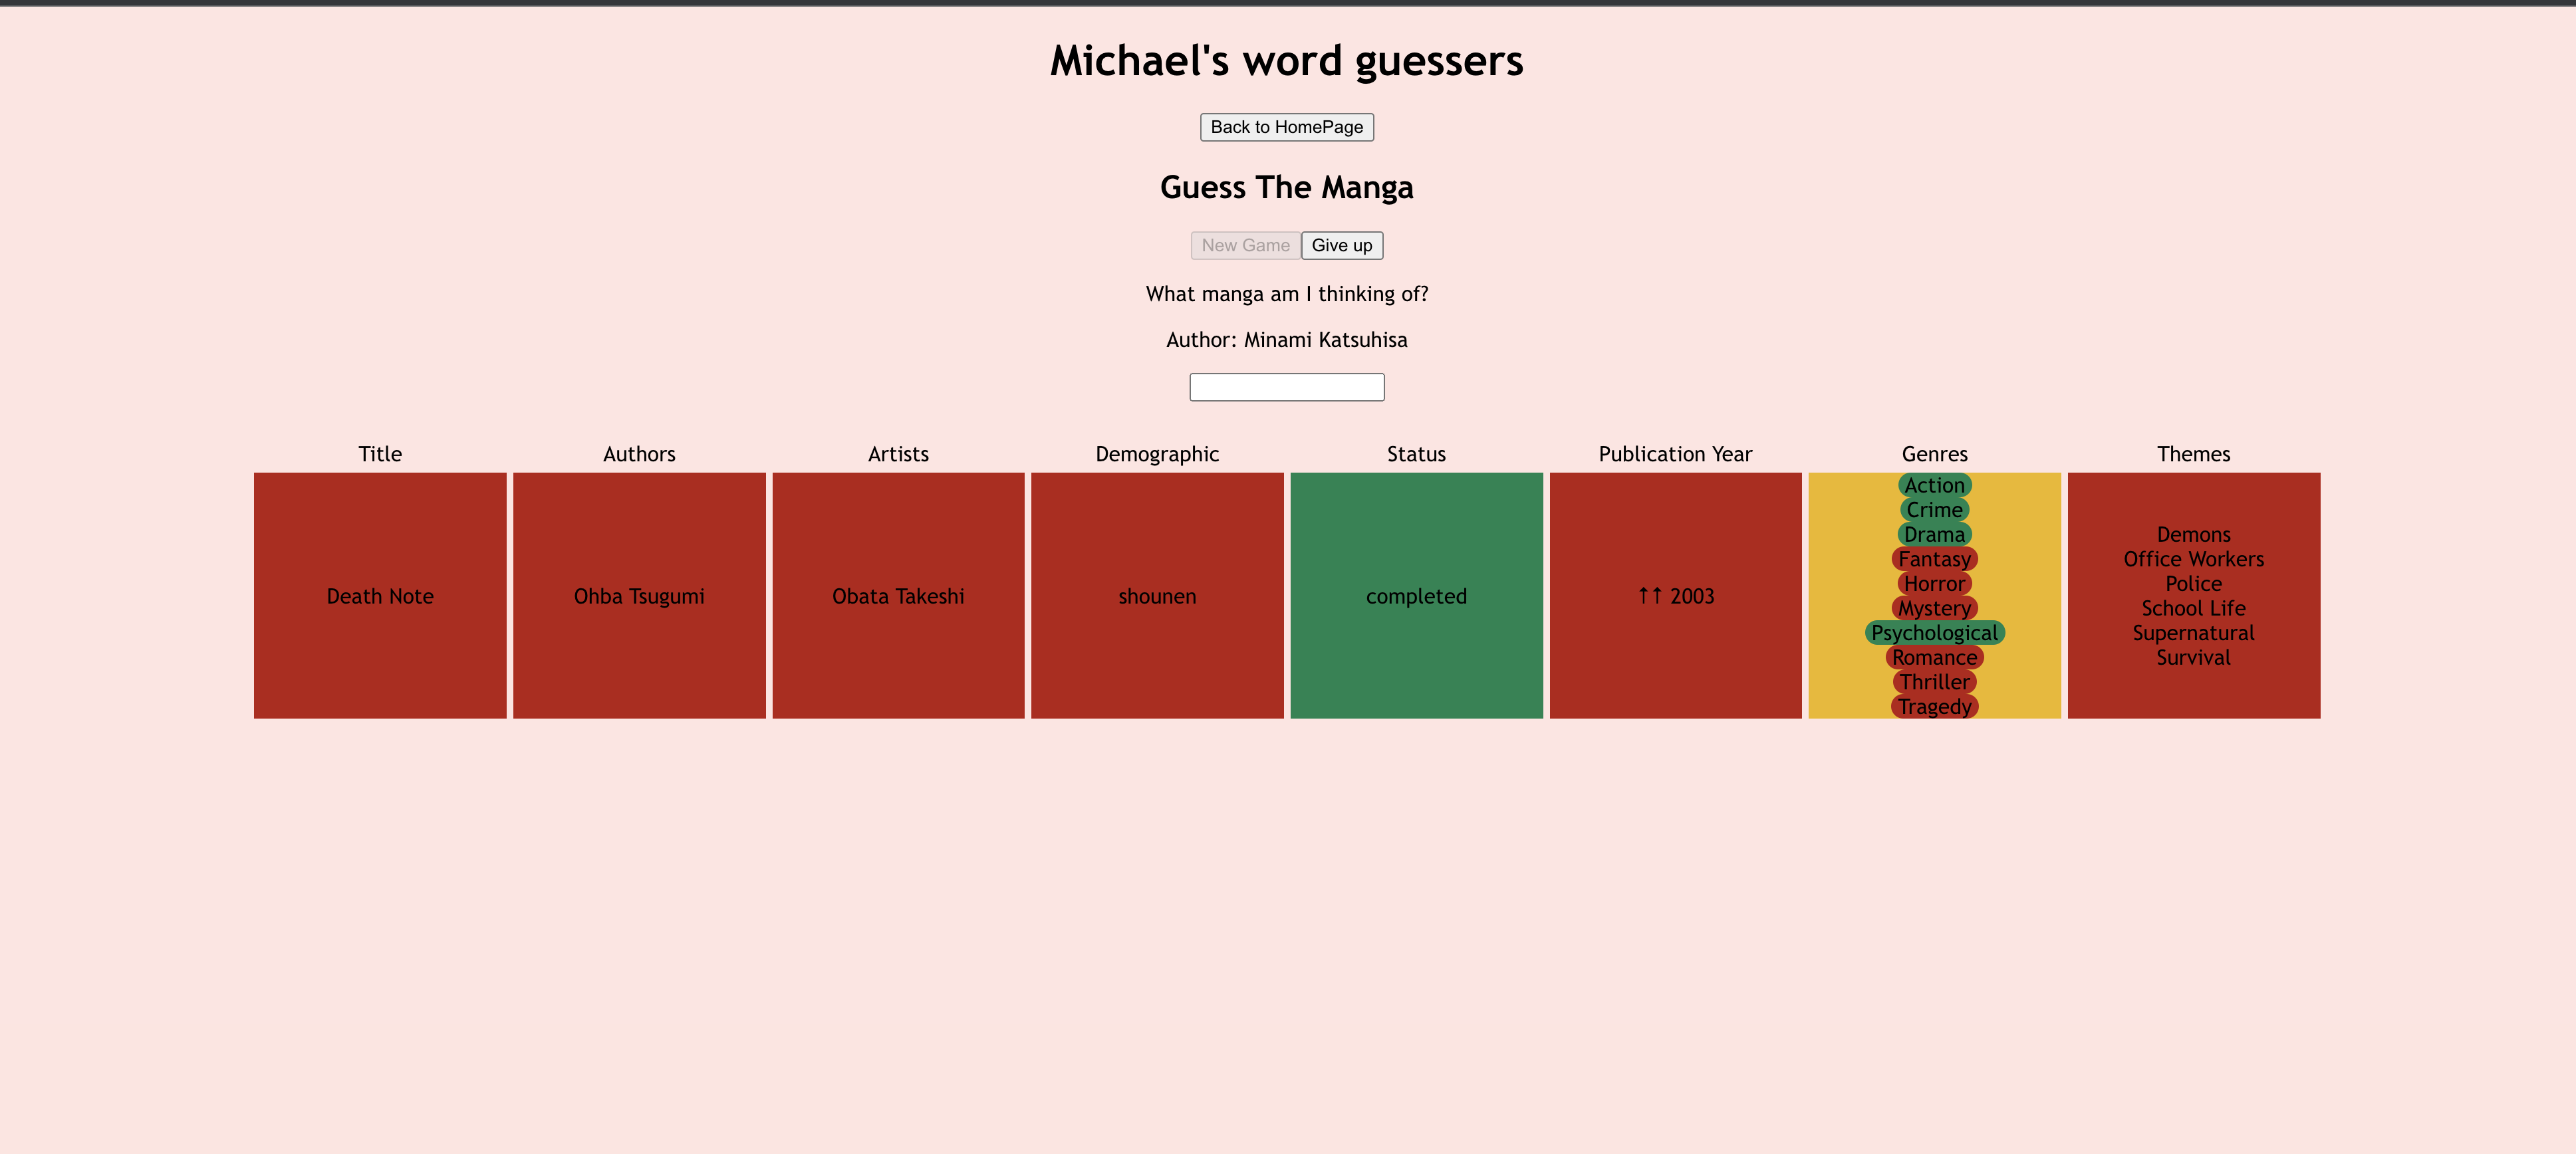 Michael's word guessers
Back to HomePage
Guess The Manga
New Game Give up
What manga am I thinking of?
Author: Minami Katsuhisa
Title Authors Artists Demographic Status Publication Year Genres Themes
Death Note
Ohba Tsugumi
Obata Takeshi
shounen
completed
↑↑ 2003
Action
Crime
Drama
Fantasy
Horror
Mystery
Psychological
Romance
Thriller
Tragedy
Demons
Office Workers
Police
School Life
Supernatural
Survival